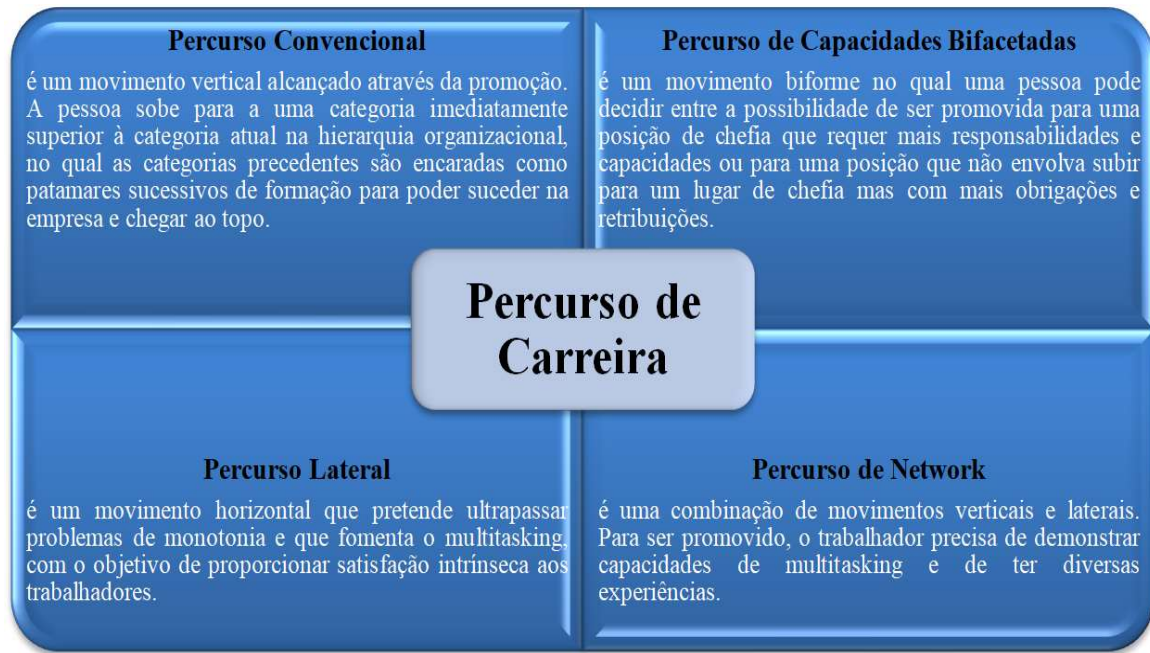 Percurso Convencional
é um movimento vertical alcançado através da promoção.
A pessoa sobe para a uma categoria imediatamente
superior à categoria atual na hierarquia organizacional,
no qual as categorias precedentes são encaradas como
patamares sucessivos de formação para poder suceder na
empresa e chegar ao topo.
Percurso de Capacidades Bifacetadas
é um movimento biforme no qual uma pessoa pode
decidir entre a possibilidade de ser promovida para uma
posição de chefia que requer mais responsabilidades e
capacidades ou para uma posição que não envolva subir
para um lugar de chefia mas com mais obrigações e
retribuições.
Percurso de
Carreira
Percurso Lateral
é um movimento horizontal que pretende ultrapassar
problemas de monotonia e que fomenta o multitasking,
com o objetivo de proporcionar satisfação intrínseca aos
trabalhadores.
Percurso de Network
é uma combinação de movimentos verticais e laterais.
Para ser promovido, o trabalhador precisa de demonstrar
capacidades de multitasking e de ter diversas
experiências.